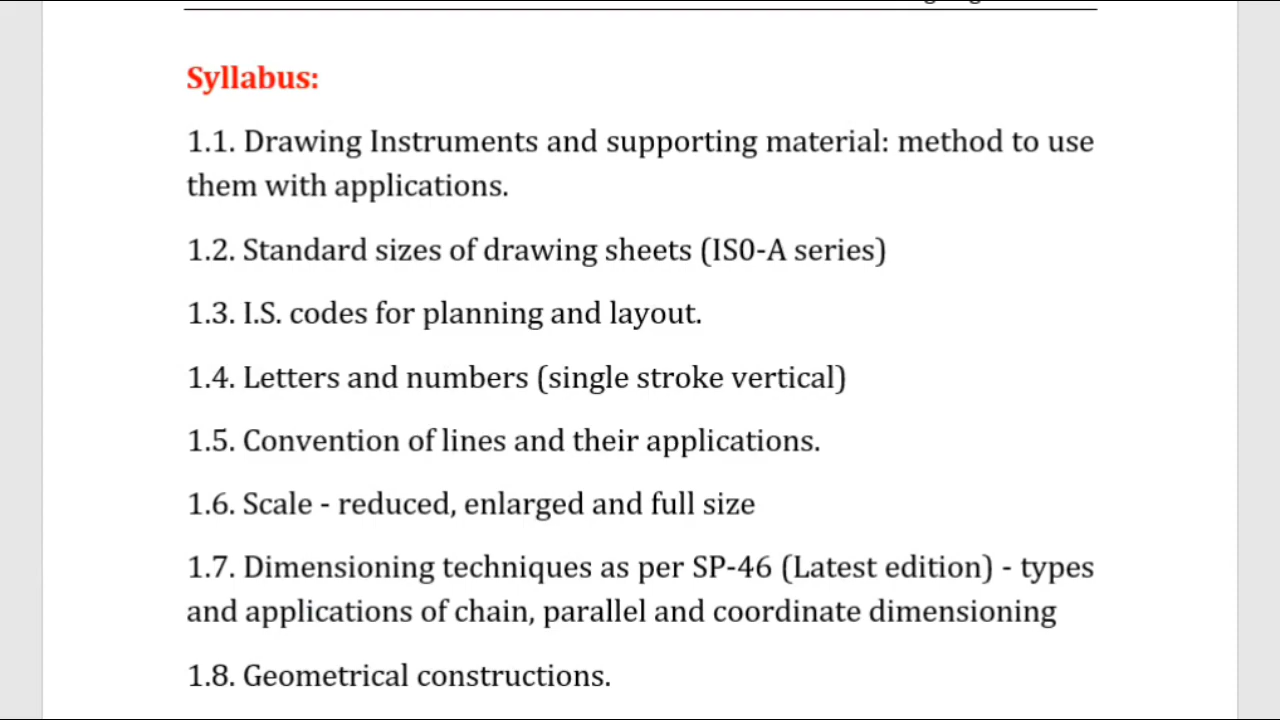 Syllabus:
1.1. Drawing Instruments and supporting material: method to use
them with applications.
1.2. Standard sizes of drawing sheets (IS0-A series)
1.3. I.S. codes for planning and layout.
1.4. Letters and numbers (single stroke vertical)
1.5. Convention of lines and their applications.
1.6. Scale - reduced, enlarged and full size
1.7. Dimensioning techniques as per SP-46 (Latest edition) - types
and applications of chain, parallel and coordinate dimensioning
1.8. Geometrical constructions.